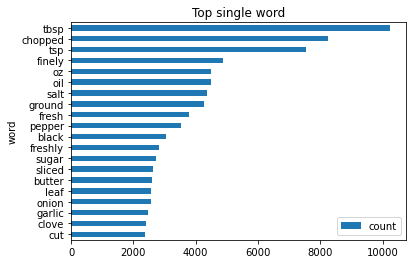 Top single word
word
tbsp
chopped
tsp
finely
oz
oil
salt
ground
fresh
pepper
black
freshly
sugar
sliced
butter
leaf
onion
garlic
clove
cut
count
0 2000 4000 6000 8000 10000